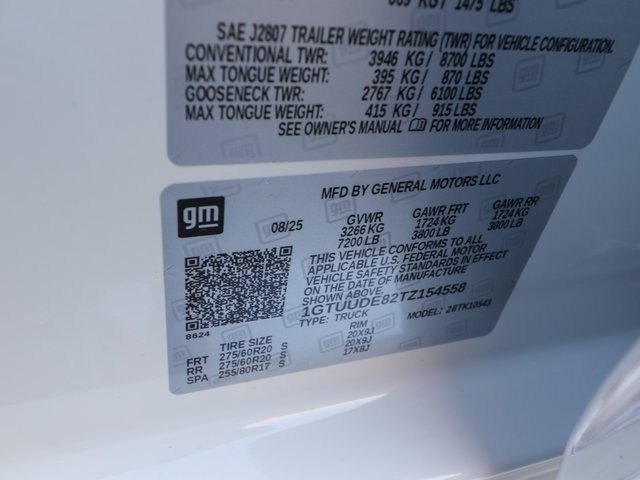 KG / 1475 LBS
SAE J2807 TRAILER WEIGHT RATING (TWR) FOR VEHICLE CONFIGURATION.
CONVENTIONAL TWR: 3946 KG / 8700 LBS
MAX TONGUE WEIGHT: 395 KG / 870 LBS
GOOSENECK TWR: 2767 KG / 6100 LBS
MAX TONGUE WEIGHT: 415 KG / 915 LBS
SEE OWNER'S MANUAL FOR MORE INFORMATION
gm
MFD BY GENERAL MOTORS LLC
08/25 GVWR GAWR FRT GAWR RR
3266 KG 1724 KG 1724 KG
7200 LB 3800 LB 3800 LB
THIS VEHICLE CONFORMS TO ALL
APPLICABLE U.S. FEDERAL MOTOR
VEHICLE SAFETY STANDARDS IN EFFECT
ON THE DATE OF MANUFACTURE
SHOWN ABOVE.
1GTUUDE82TZ154558
TYPE: TRUCK MODEL: 28TK10543
8624
TIRE SIZE RIM
FRT 275/60R20 S 20X9J
RR 275/60R20 S 20X9J
SPA 255/80R17 S 17X8J